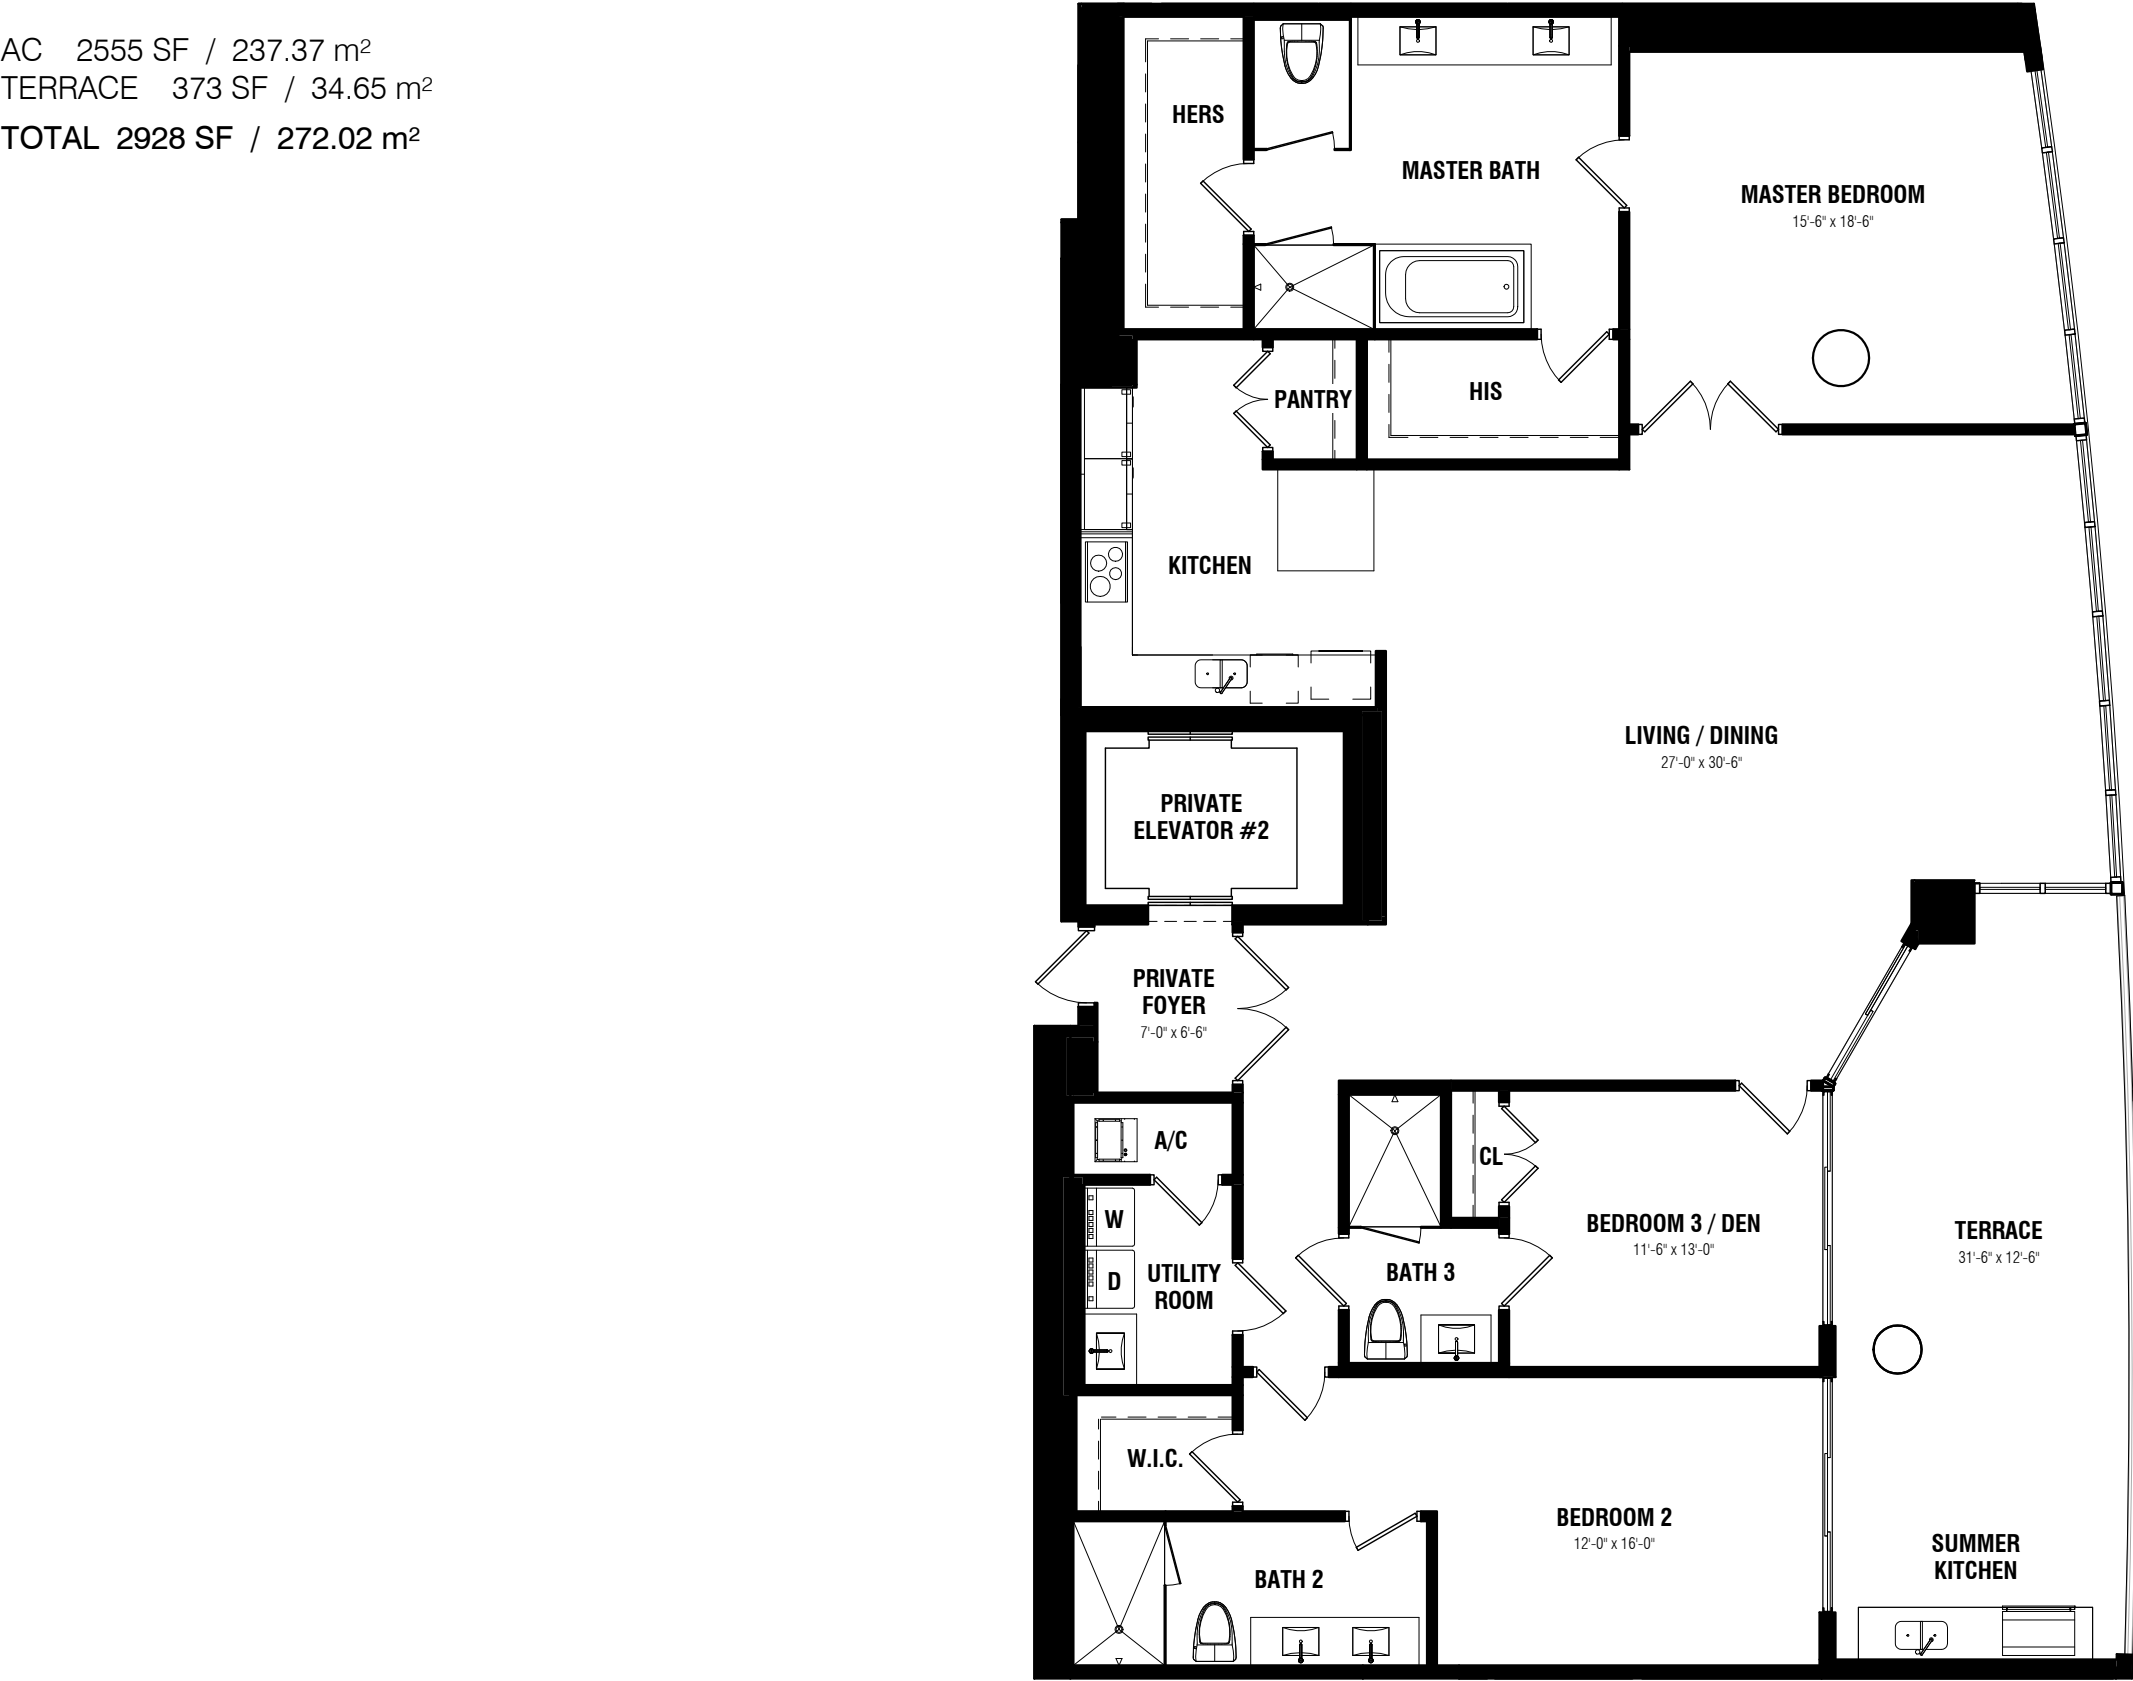 AC 2555 SF / 237.37 m²
TERRACE 373 SF / 34.65 m²
TOTAL 2928 SF / 272.02 m²
HERS
MASTER BATH
MASTER BEDROOM
15'-6" x 18'-6"
PANTRY
HIS
KITCHEN
LIVING / DINING
27'-0" x 30'-6"
PRIVATE
ELEVATOR #2
PRIVATE
FOYER
7'-0" x 6'-6"
A/C
CL
W
D
UTILITY
ROOM
BATH 3
BEDROOM 3 / DEN
11'-6" x 13'-0"
TERRACE
31'-6" x 12'-6"
W.I.C.
BEDROOM 2
12'-0" x 16'-0"
BATH 2
SUMMER
KITCHEN